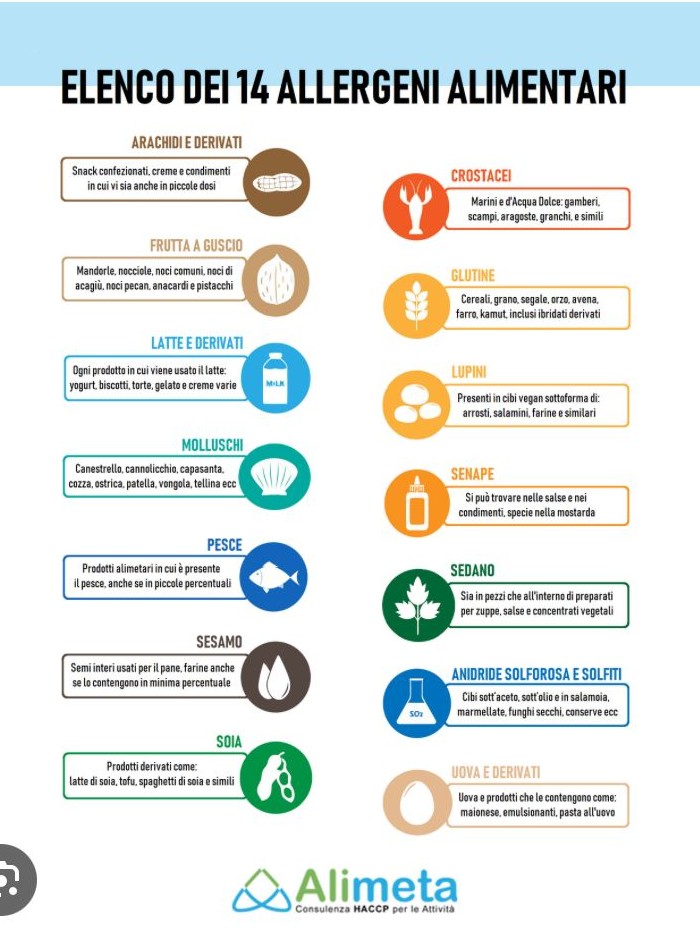 ELENCO DEI 14 ALLERGENI ALIMENTARI
ARACHIDI E DERIVATI
Snack confezionati, creme e condimenti
in cui vi sia anche in piccole dosi
FRUTTA A GUSCIO
Mandorle, nocciole, noci comuni, noci di
acagiù, noci pecan, anacardi e pistacchi
LATTE E DERIVATI
Ogni prodotto in cui viene usato il latte:
yogurt, biscotti, torte, gelato e creme varie
MILK
MOLLUSCHI
Canestrello, cannolicchio, capasanta,
cozza, ostrica, patella, vongola, tellina ecc
PESCE
Prodotti alimetari in cui è presente
il pesce, anche se in piccole percentuali
SESAMO
Semi interi usati per il pane, farine anche
se lo contengono in minima percentuale
SOIA
Prodotti derivati come:
latte di soia, tofu, spaghetti di soia e simili
CROSTACEI
Marini e d'Acqua Dolce: gamberi,
scampi, aragoste, granchi, e simili
GLUTINE
Cereali, grano, segale, orzo, avena,
farro, kamut, inclusi ibridati derivati
LUPINI
Presenti in cibi vegan sottoforma di:
arrosti, salamini, farine e similari
SENAPE
Si può trovare nelle salse e nei
condimenti, specie nella mostarda
SEDANO
Sia in pezzi che all'interno di preparati
per zuppe, salse e concentrati vegetali
ANIDRIDE SOLFOROSA E SOLFITI
Cibi sott'aceto, sott'olio e in salamoia,
marmellate, funghi secchi, conserve ecc
SO2
UOVA E DERIVATI
Uova e prodotti che le contengono come:
maionese, emulsionanti, pasta all'uovo
Alimeta
Consulenza HACCP per le Attività